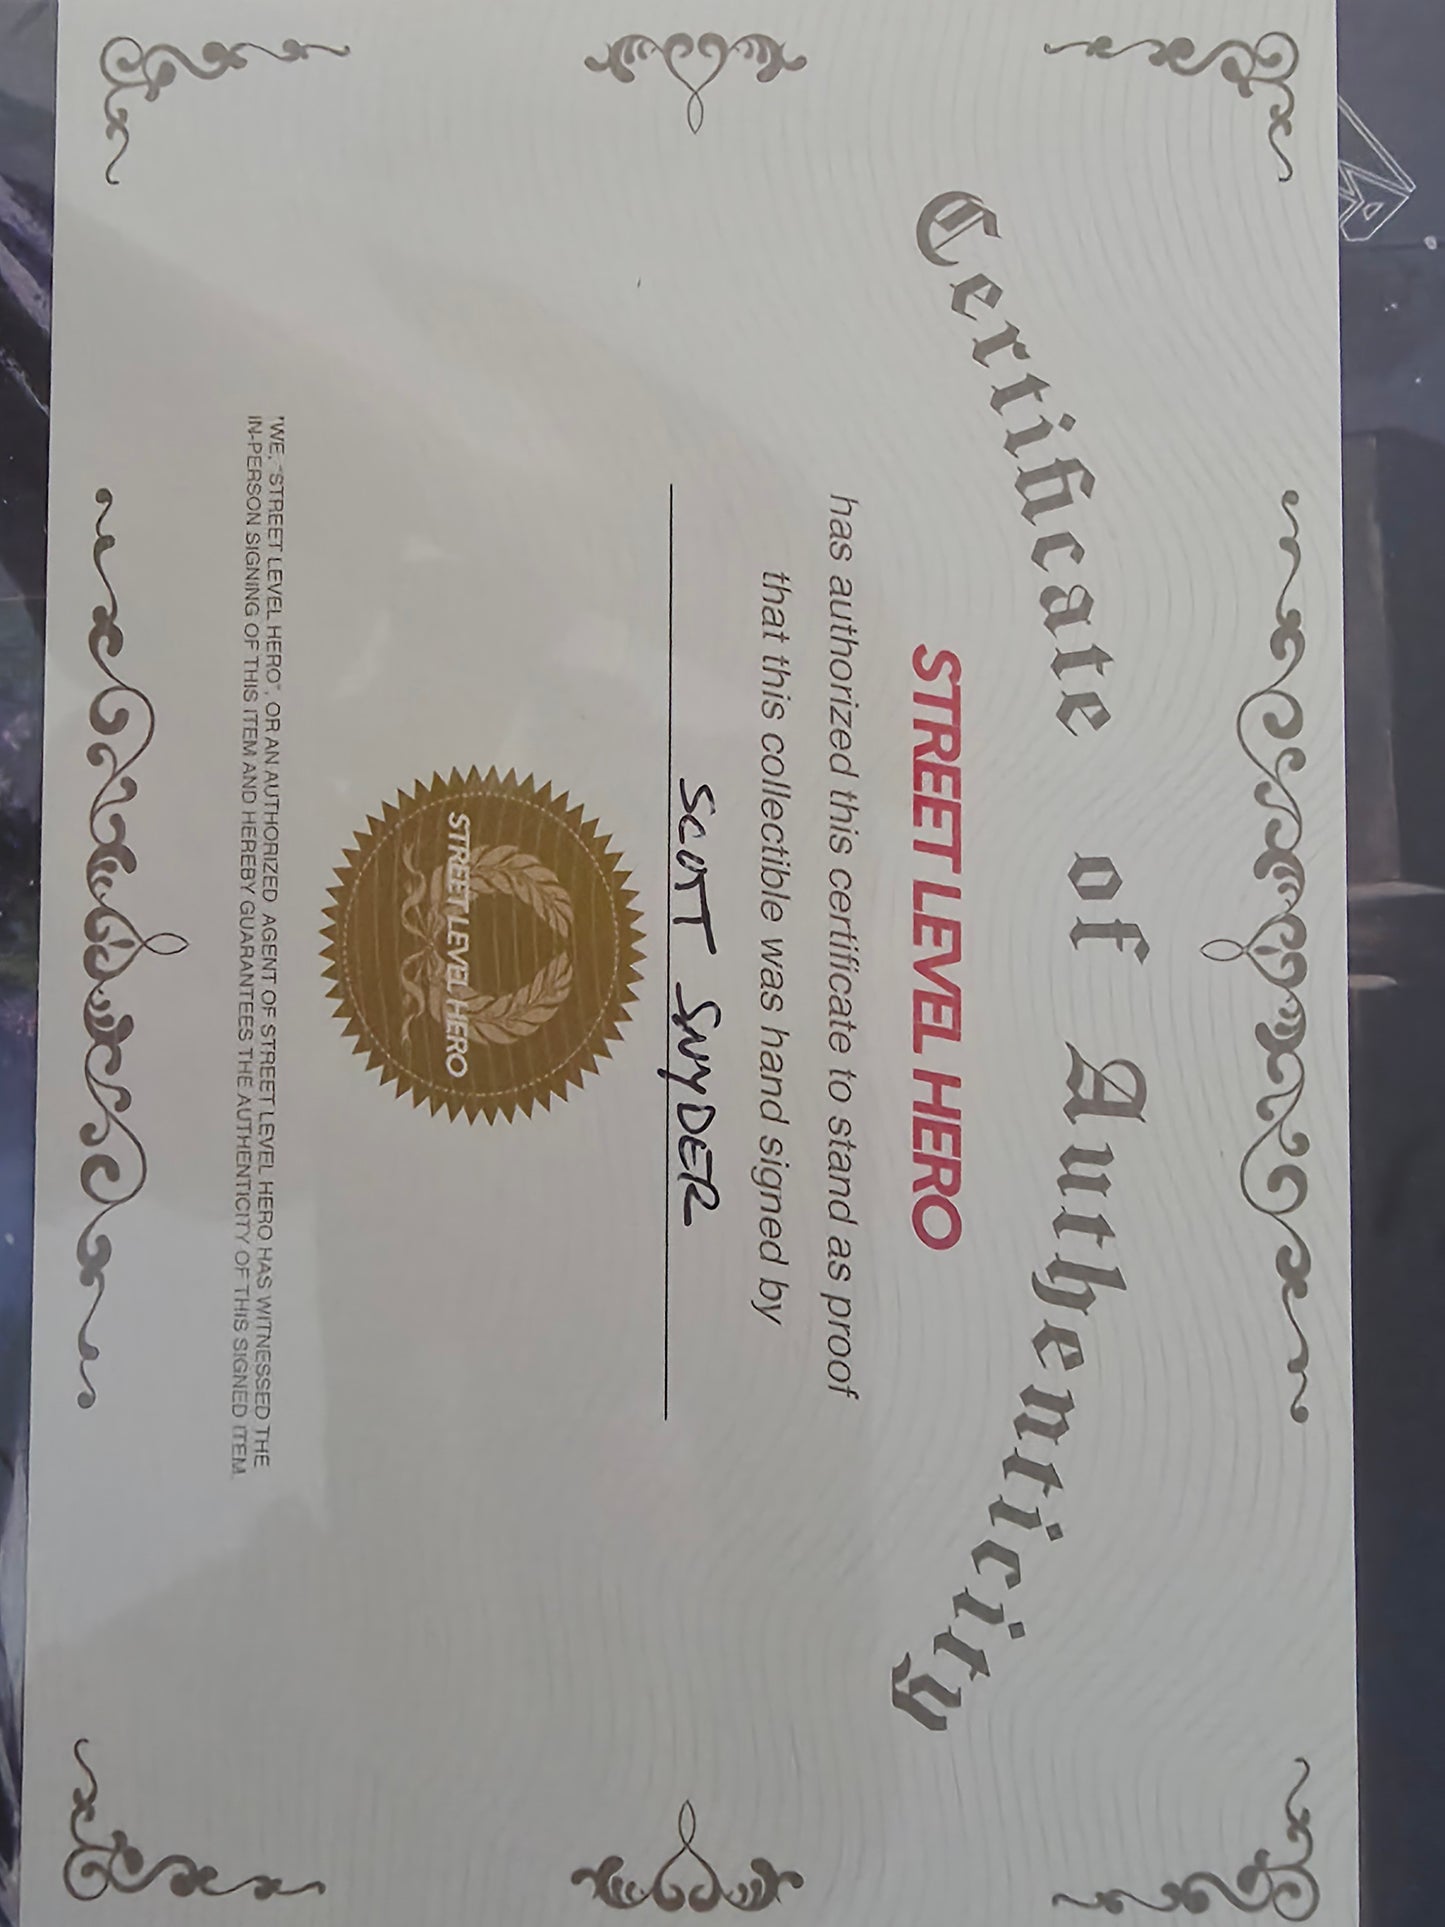 Certificate of Authenticity
STREET LEVEL HERO
has authorized this certificate to stand as proof
that this collectible was hand signed by
SCOTT SNYDER
STREET LEVEL HERO
"WE, "STREET LEVEL HERO", OR AN AUTHORIZED AGENT OF STREET LEVEL HERO HAS WITNESSED THE
IN-PERSON SIGNING OF THIS ITEM AND HEREBY GUARANTEES THE AUTHENTICITY OF THIS SIGNED ITEM.